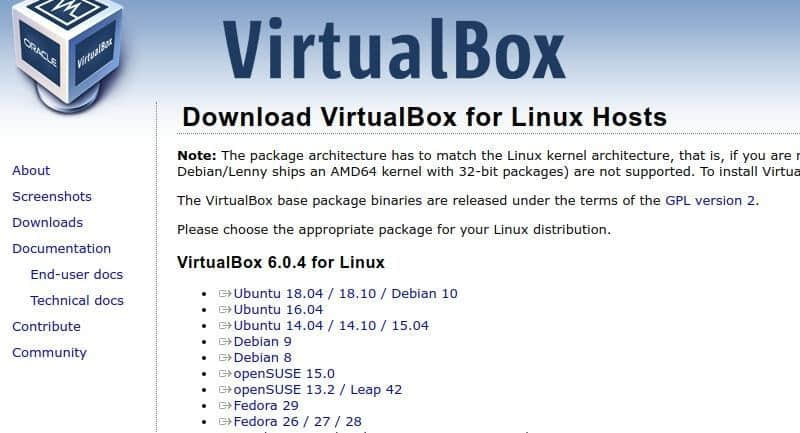 ORACLE
VirtualBox
VirtualBox
Download VirtualBox for Linux Hosts
About
Screenshots
Downloads
Documentation
End-user docs
Technical docs
Contribute
Community
Note: The package architecture has to match the Linux kernel architecture, that is, if you are
Debian/Lenny ships an AMD64 kernel with 32-bit packages) are not supported. To install Virtua
The VirtualBox base package binaries are released under the terms of the GPL version 2.
Please choose the appropriate package for your Linux distribution.
VirtualBox 6.0.4 for Linux
Ubuntu 18.04 / 18.10 / Debian 10
Ubuntu 16.04
Ubuntu 14.04 / 14.10 / 15.04
Debian 9
Debian 8
openSUSE 15.0
openSUSE 13.2 / Leap 42
Fedora 29
Fedora 26 / 27 / 28